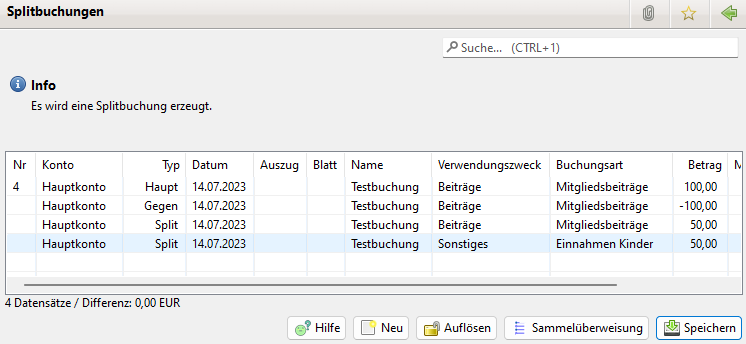 Splitbuchungen
Suche... (CTRL+1)
Info
Es wird eine Splitbuchung erzeugt.
Nr Konto Typ Datum Auszug Blatt Name Verwendungszweck Buchungsart Betrag M
4 Hauptkonto Haupt 14.07.2023 Testbuchung Beiträge Mitgliedsbeiträge 100,00
Hauptkonto Gegen 14.07.2023 Testbuchung Beiträge Mitgliedsbeiträge -100,00
Hauptkonto Split 14.07.2023 Testbuchung Beiträge Mitgliedsbeiträge 50,00
Hauptkonto Split 14.07.2023 Testbuchung Sonstiges Einnahmen Kinder 50,00
4 Datensätze / Differenz: 0,00 EUR
Hilfe Neu Auflösen Sammelüberweisung Speichern